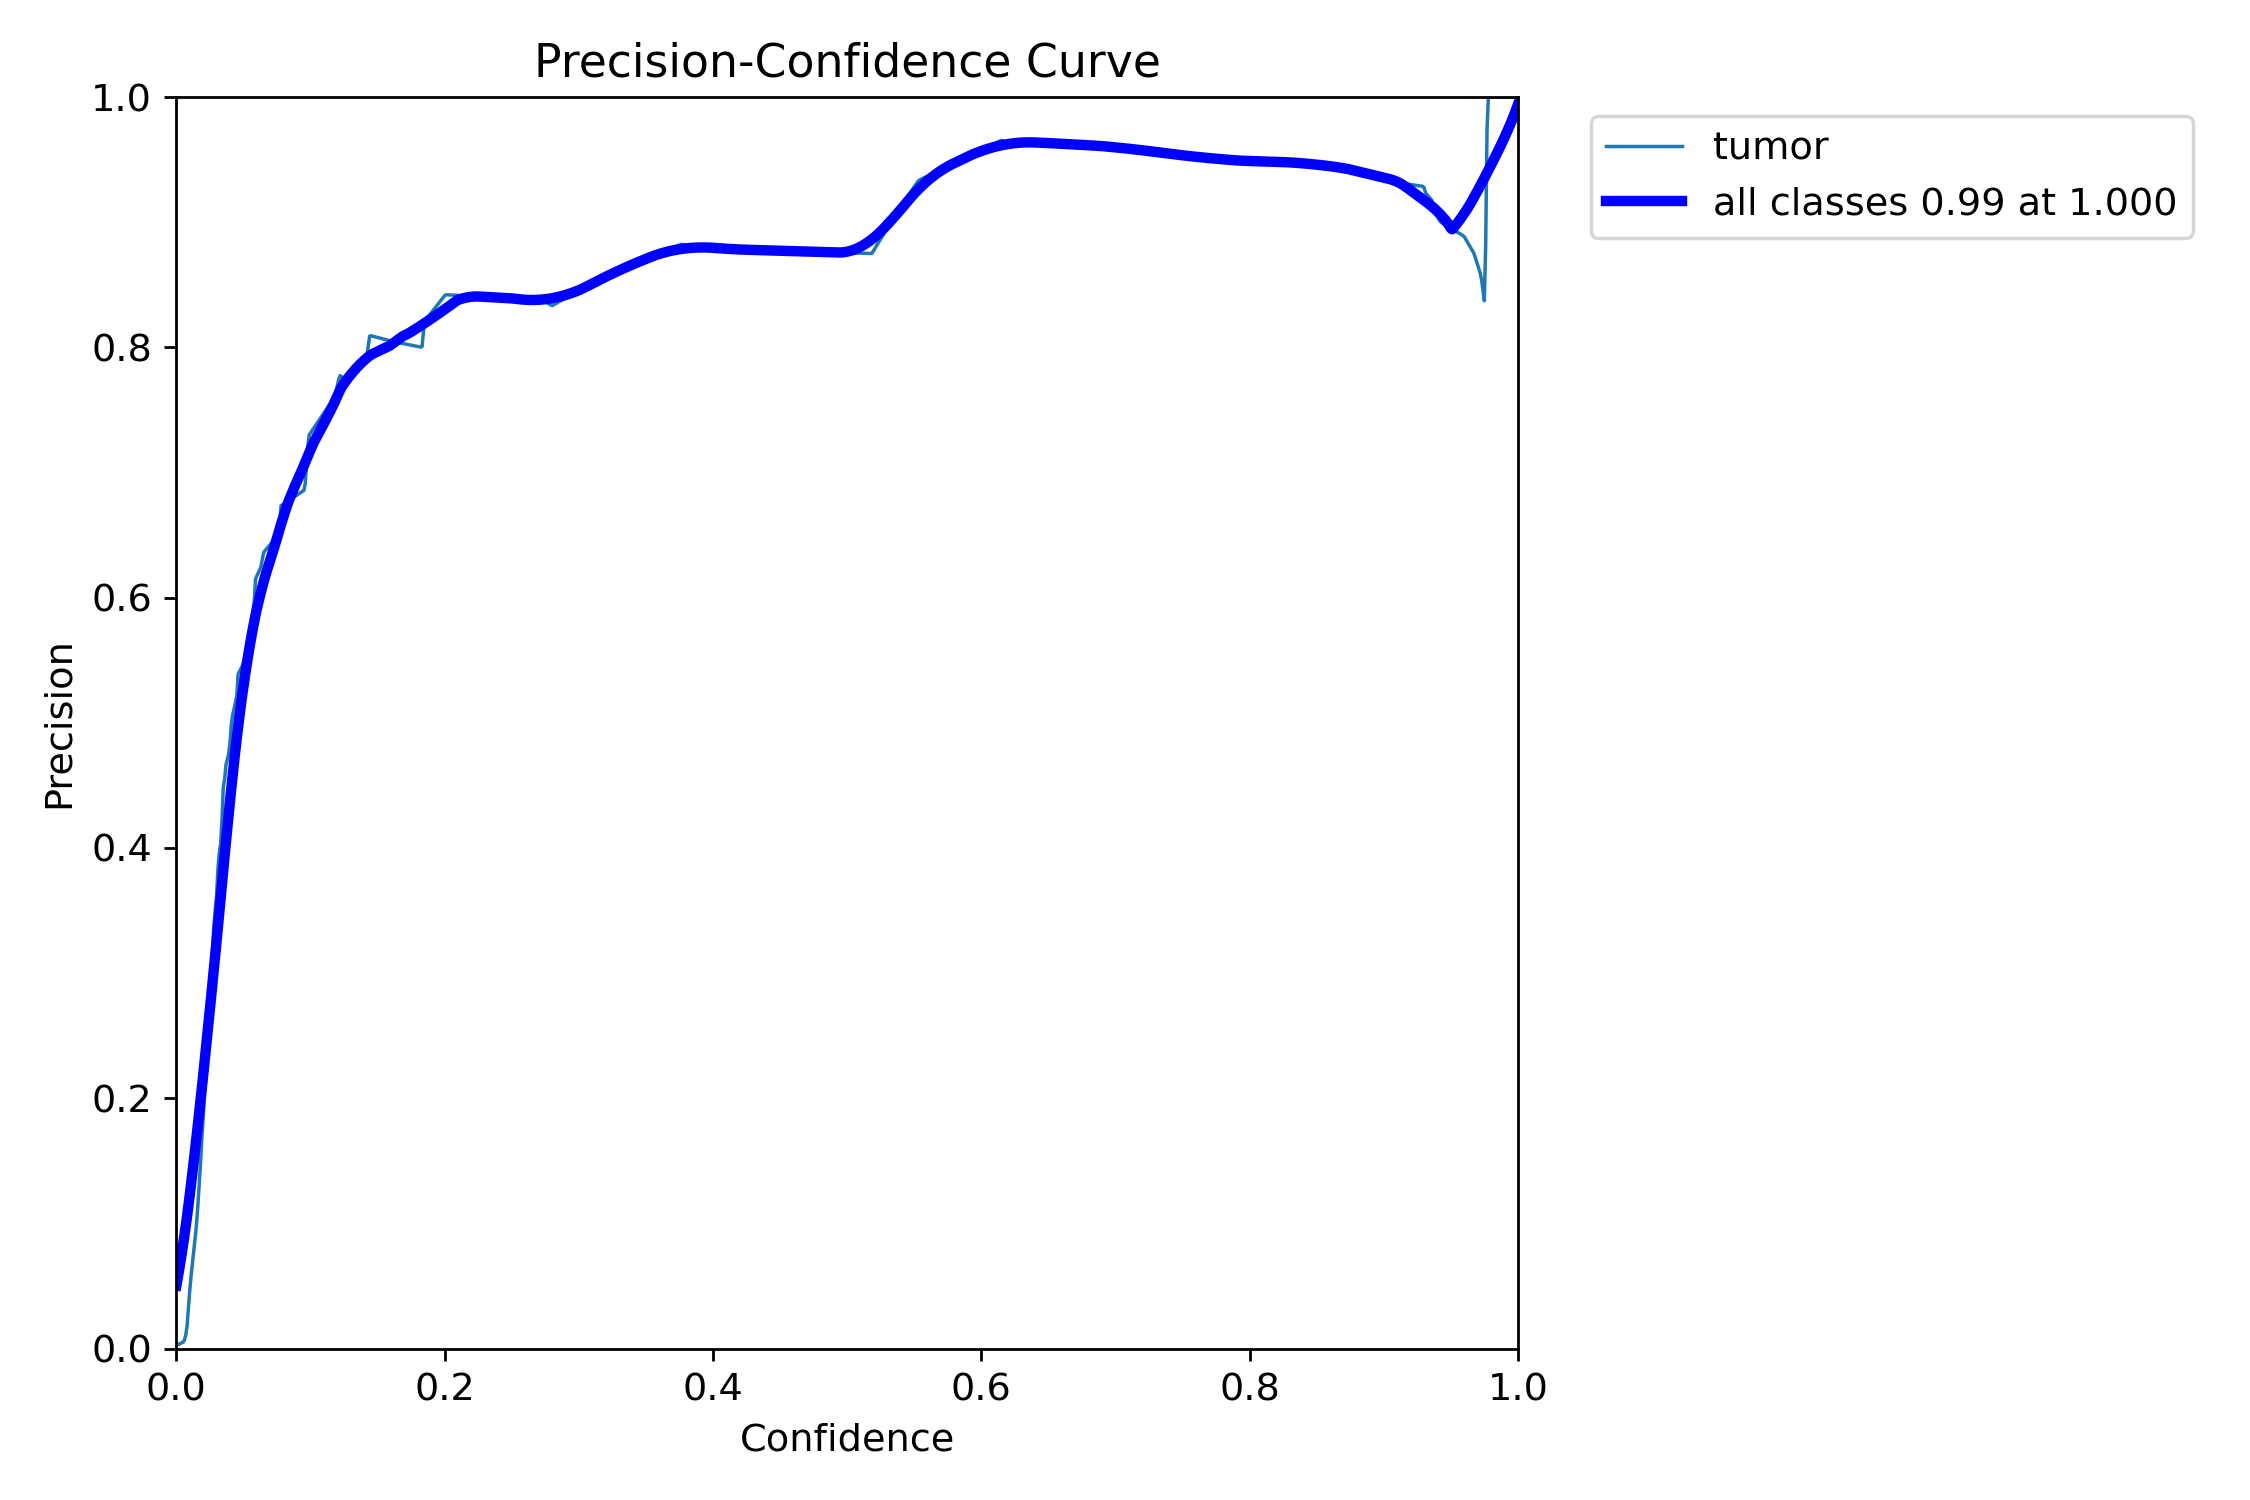 Precision-Confidence Curve
tumor
all classes 0.99 at 1.000
Precision
1.0
0.8
0.6
0.4
0.2
0.0
0.0 0.2 0.4 0.6 0.8 1.0
Confidence